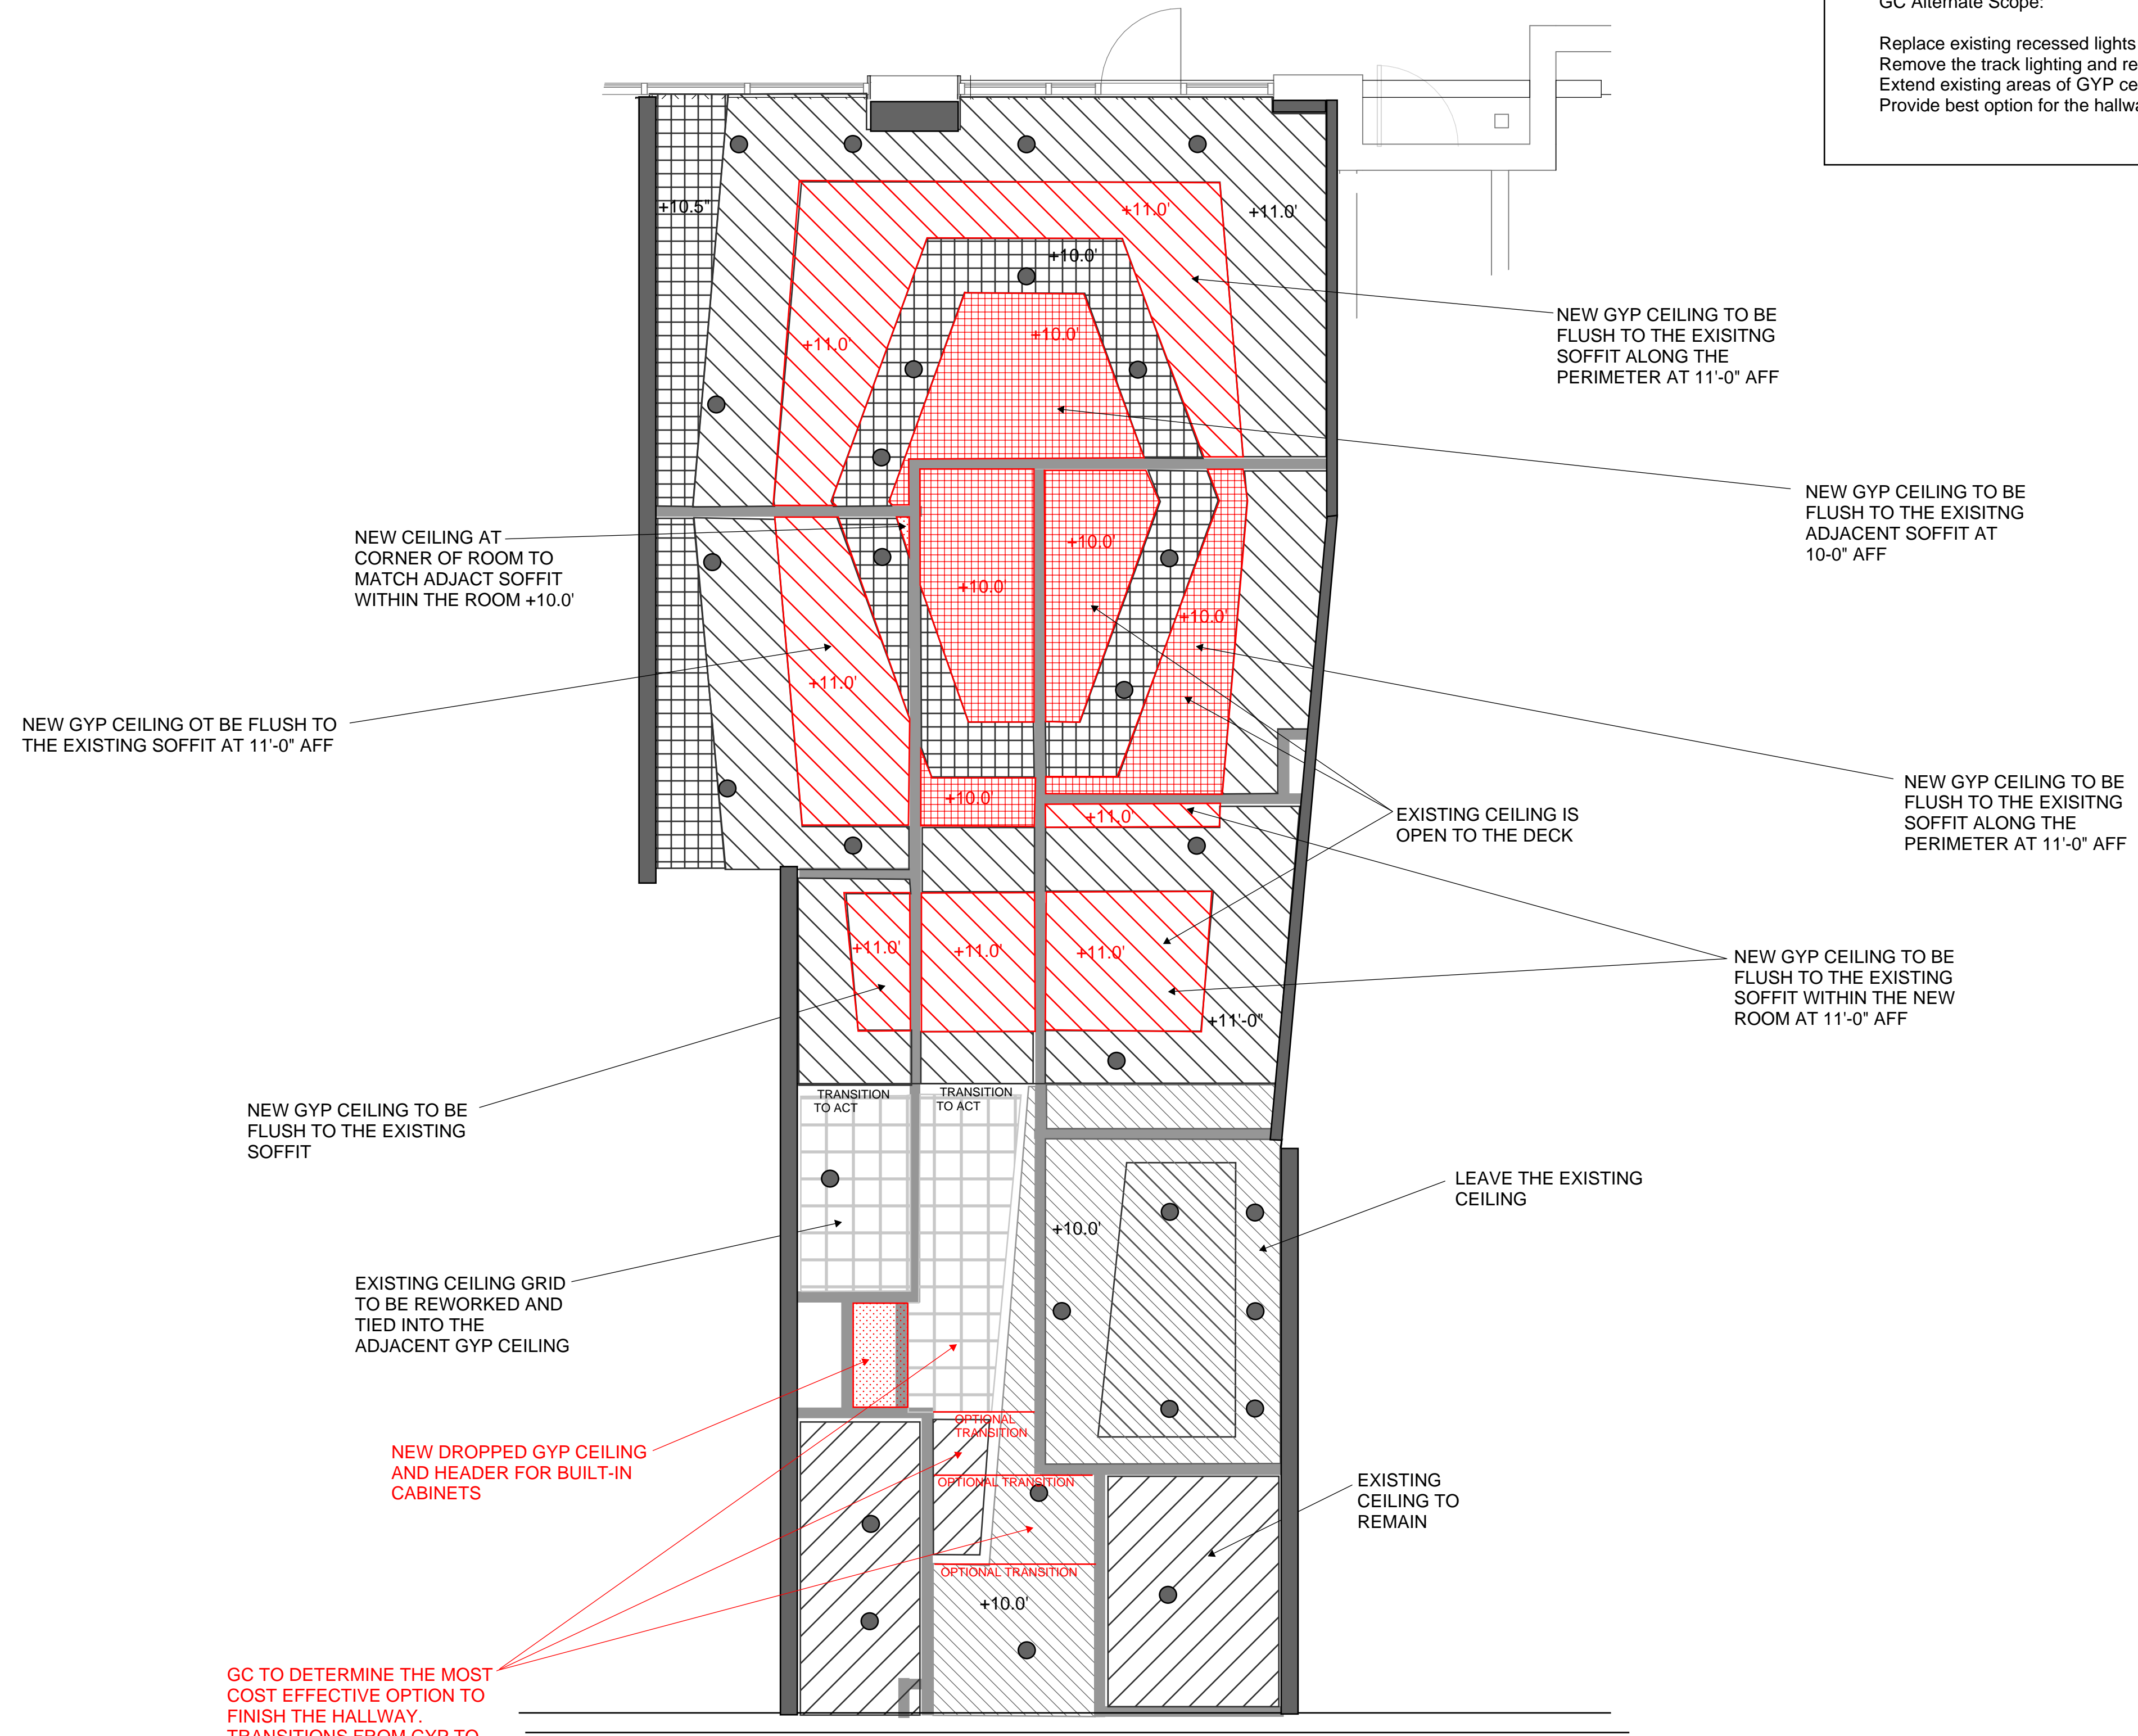 GC Alternate Scope:
Replace existing recessed lights
Remove the track lighting and re
Extend existing areas of GYP ce
Provide best option for the hallwa
+10.5"
+11.0'
+11.0'
+10.0'
+10.0'
+11.0'
NEW GYP CEILING TO BE
FLUSH TO THE EXISITNG
SOFFIT ALONG THE
PERIMETER AT 11'-0" AFF
NEW GYP CEILING TO BE
FLUSH TO THE EXISITNG
ADJACENT SOFFIT AT
10-0" AFF
NEW CEILING AT
CORNER OF ROOM TO
MATCH ADJACT SOFFIT
WITHIN THE ROOM +10.0'
+10.0'
+10.0'
+10.0'
+11.0'
NEW GYP CEILING OT BE FLUSH TO
THE EXISTING SOFFIT AT 11'-0" AFF
NEW GYP CEILING TO BE
FLUSH TO THE EXISITNG
SOFFIT ALONG THE
PERIMETER AT 11'-0" AFF
+10.0'
+11.0'
EXISTING CEILING IS
OPEN TO THE DECK
+11.0'
+11.0'
+11.0'
NEW GYP CEILING TO BE
FLUSH TO THE EXISTING
SOFFIT WITHIN THE NEW
ROOM AT 11'-0" AFF
+11'-0"
TRANSITION
TO ACT
TRANSITION
TO ACT
NEW GYP CEILING TO BE
FLUSH TO THE EXISTING
SOFFIT
LEAVE THE EXISTING
CEILING
+10.0'
EXISTING CEILING GRID
TO BE REWORKED AND
TIED INTO THE
ADJACENT GYP CEILING
OPTIONAL
TRANSITION
NEW DROPPED GYP CEILING
AND HEADER FOR BUILT-IN
CABINETS
OPTIONAL TRANSITION
EXISTING
CEILING TO
REMAIN
OPTIONAL TRANSITION
+10.0'
GC TO DETERMINE THE MOST
COST EFFECTIVE OPTION TO
FINISH THE HALLWAY.
TRANSITIONS FROM GYP TO